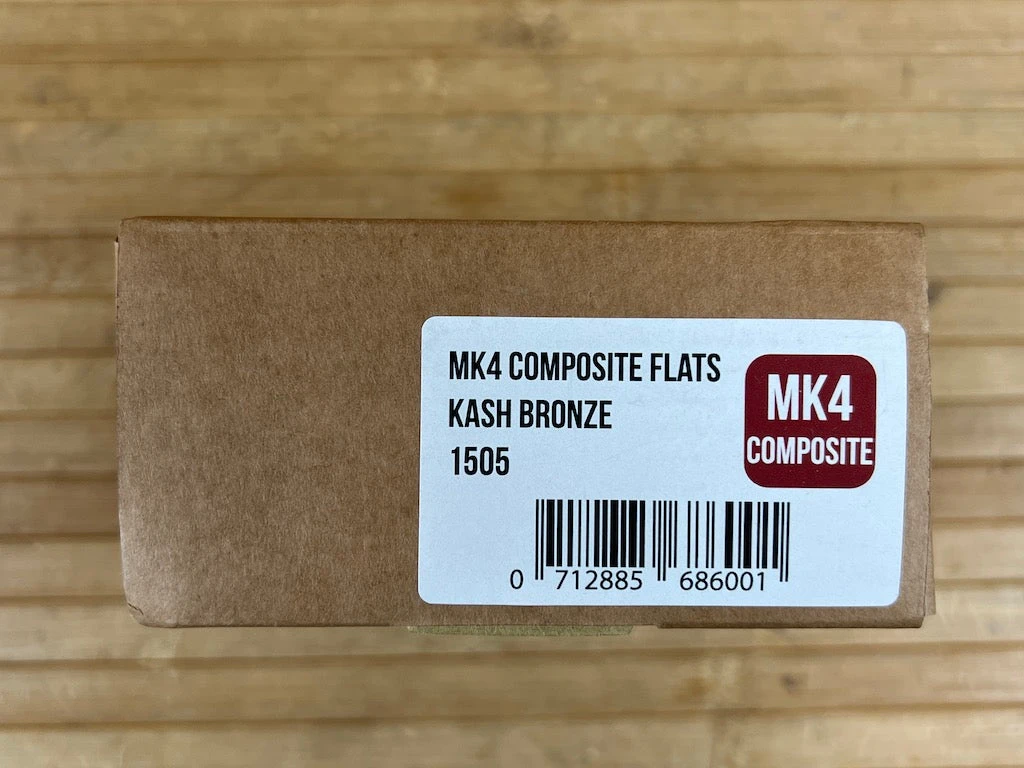 MK4 COMPOSITE FLATS
KASH BRONZE
1505
MK4
COMPOSITE
0 712885 686001